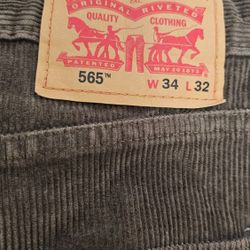 ORIGINAL RIVETED
QUALITY CLOTHING
PATENTED MAY 20 1873
565™ W 34 L 32